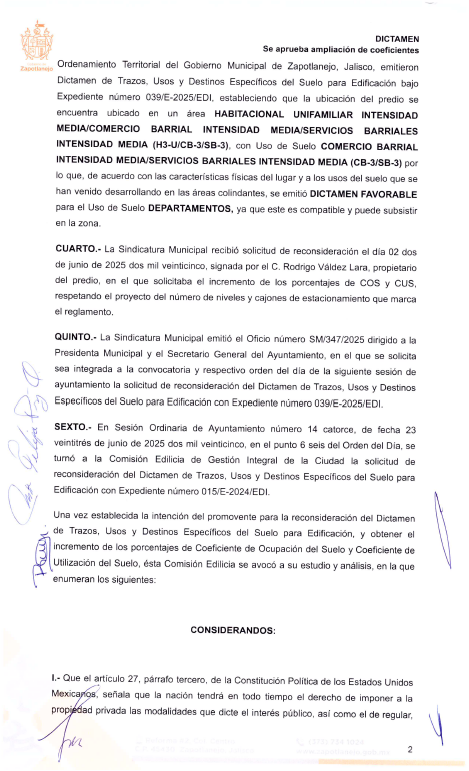 DICTAMEN
Se aprueba ampliación de coeficientes
Zapotlanejo
Ordenamiento Territorial del Gobierno Municipal de Zapotlanejo, Jalisco, emitieron
Dictamen de Trazos, Usos y Destinos Específicos del Suelo para Edificación bajo
Expediente número 039/E-2025/EDI, estableciendo que la ubicación del predio se
encuentra ubicado en un área HABITACIONAL UNIFAMILIAR INTENSIDAD
MEDIA/COMERCIO BARRIAL INTENSIDAD MEDIA/SERVICIOS BARRIALES
INTENSIDAD MEDIA (H3-U/CB-3/SB-3), con Uso de Suelo COMERCIO BARRIAL
INTENSIDAD MEDIA/SERVICIOS BARRIALES INTENSIDAD MEDIA (CB-3/SB-3) por
lo que, de acuerdo con las características físicas del lugar y a los usos del suelo que se
han venido desarrollando en las áreas colindantes, se emitió DICTAMEN FAVORABLE
para el Uso de Suelo DEPARTAMENTOS, ya que este es compatible y puede subsistir
en la zona.
CUARTO.- La Sindicatura Municipal recibió solicitud de reconsideración el día 02 dos
de junio de 2025 dos mil veinticinco, signada por el C. Rodrigo Váldez Lara, propietario
del predio, en el que solicitaba el incremento de los porcentajes de COS y CUS,
respetando el proyecto del número de niveles y cajones de estacionamiento que marca
el reglamento.
QUINTO.- La Sindicatura Municipal emitió el Oficio número SM/347/2025 dirigido a la
Presidenta Municipal y el Secretario General del Ayuntamiento, en el que se solicita
sea integrada a la convocatoria y respectivo orden del día de la siguiente sesión de
ayuntamiento la solicitud de reconsideración del Dictamen de Trazos, Usos y Destinos
Específicos del Suelo para Edificación con Expediente número 039/E-2025/EDI.
SEXTO.- En Sesión Ordinaria de Ayuntamiento número 14 catorce, de fecha 23
veintitrés de junio de 2025 dos mil veinticinco, en el punto 6 seis del Orden del Día, se
turnó a la Comisión Edilicia de Gestión Integral de la Ciudad la solicitud de
reconsideración del Dictamen de Trazos, Usos y Destinos Específicos del Suelo para
Edificación con Expediente número 015/E-2024/EDI.
Una vez establecida la intención del promovente para la reconsideración del Dictamen
de Trazos, Usos y Destinos Específicos del Suelo para Edificación, y obtener el
incremento de los porcentajes de Coeficiente de Ocupación del Suelo y Coeficiente de
Utilización del Suelo, ésta Comisión Edilicia se avocó a su estudio y análisis, en la que
enumeran los siguientes:
CONSIDERANDOS:
I.- Que el artículo 27, párrafo tercero, de la Constitución Política de los Estados Unidos
Mexicanos, señala que la nación tendrá en todo tiempo el derecho de imponer a la
propiedad privada las modalidades que dicte el interés público, así como el de regular,
2